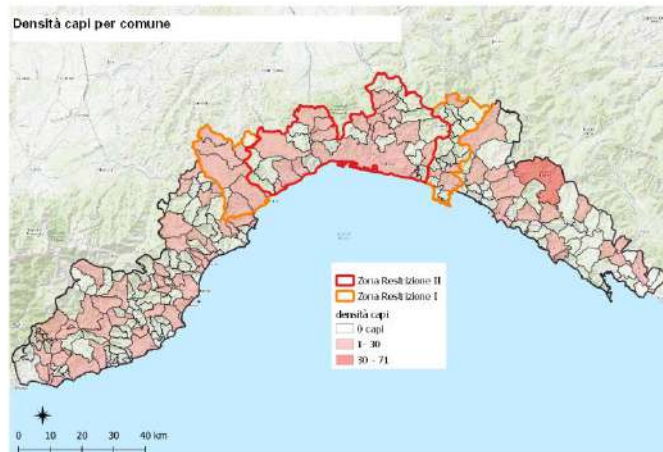 Densità capi per comune
Zona Restrizione II
Zona Restrizione I
densità capi
0 capi
1 - 30
30 - 71
0 10 20 30 40 km